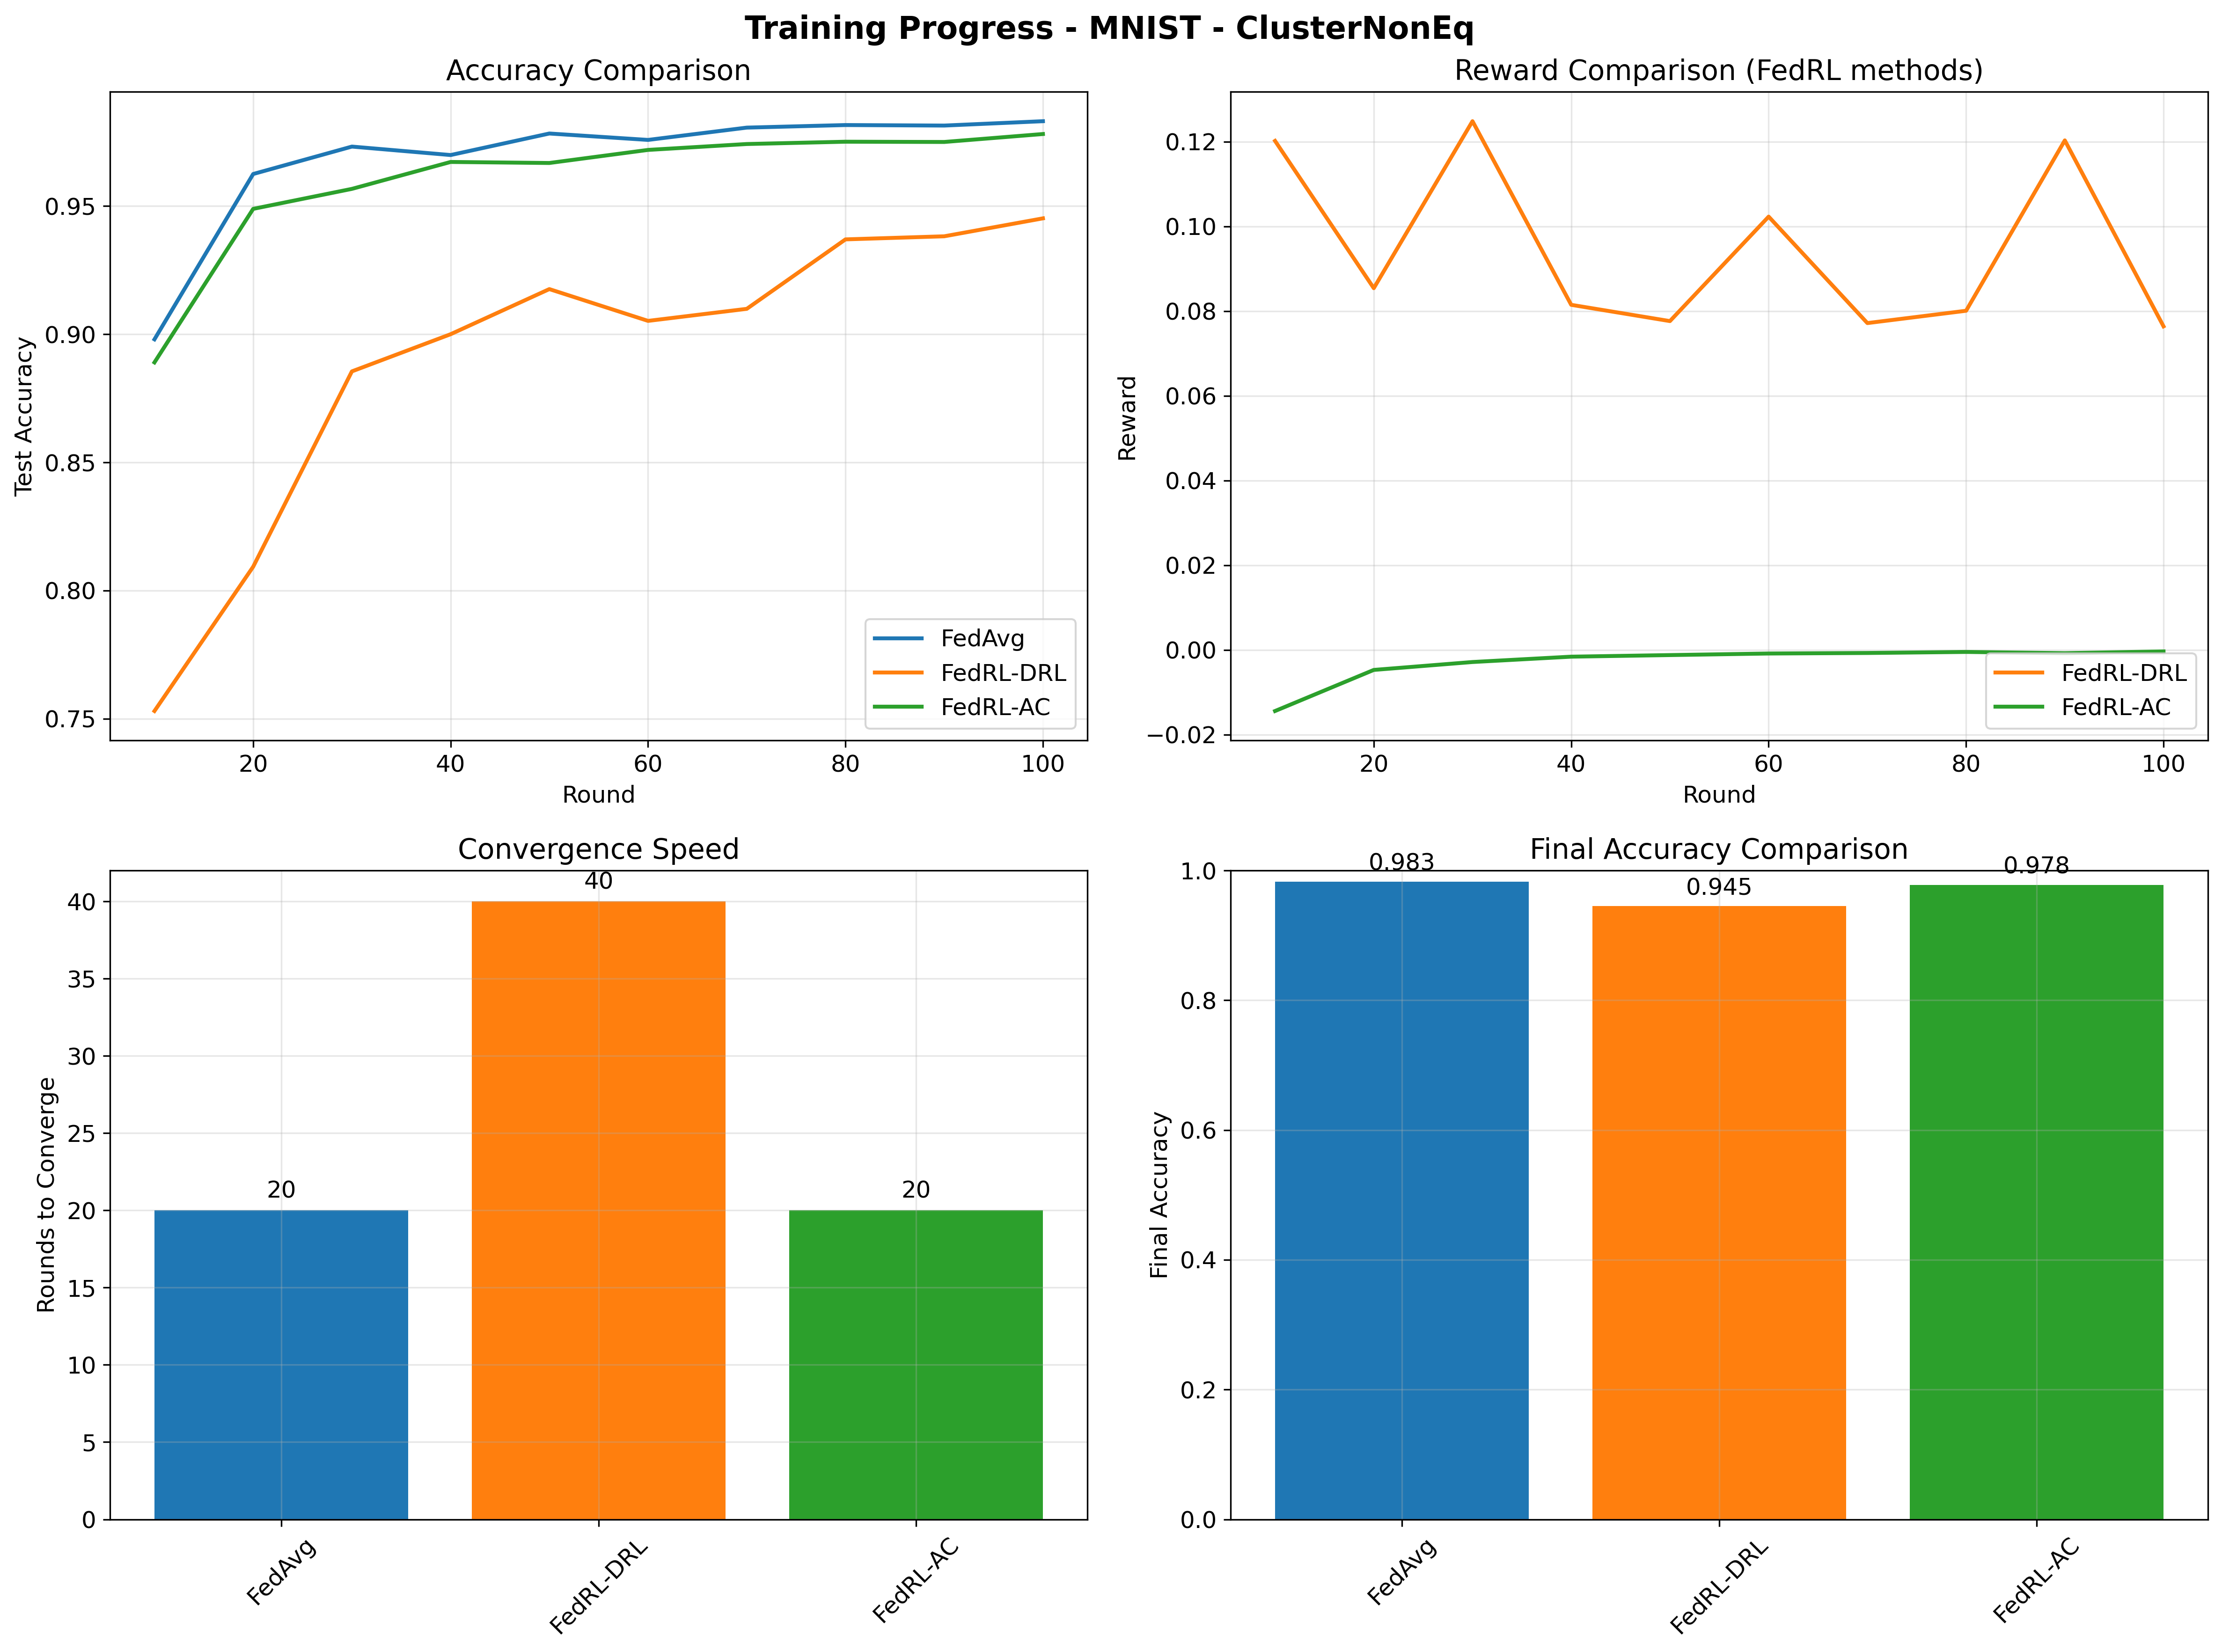 Training Progress - MNIST - ClusterNonEq
Accuracy Comparison
0.95
0.90
0.85
0.80
0.75
Test Accuracy
FedAvg
FedRL-DRL
FedRL-AC
20 40 60 80 100
Round
Reward Comparison (FedRL methods)
0.12
0.10
0.08
0.06
0.04
0.02
0.00
−0.02
Reward
FedRL-DRL
FedRL-AC
20 40 60 80 100
Round
Convergence Speed
40
35
30
25
20
15
10
5
0
Rounds to Converge
20
40
20
FedAvg
FedRL-DRL
FedRL-AC
Final Accuracy Comparison
1.0
0.8
0.6
0.4
0.2
0.0
Final Accuracy
0.983
0.945
0.978
FedAvg
FedRL-DRL
FedRL-AC